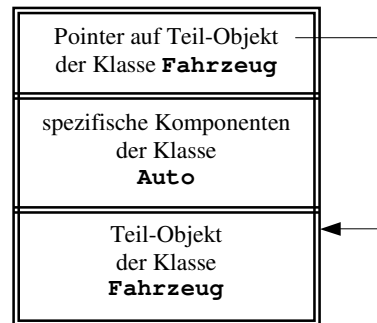 Pointer auf Teil-Objekt
der Klasse Fahrzeug
spezifische Komponenten
der Klasse
Auto
Teil-Objekt
der Klasse
Fahrzeug